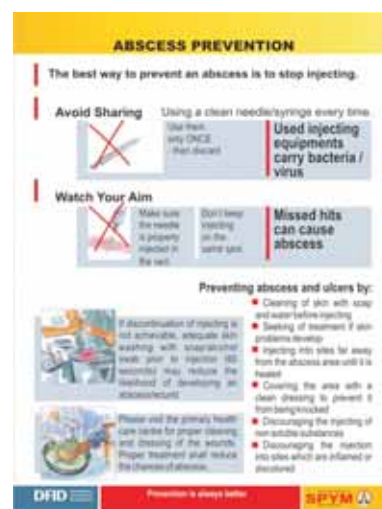 ABSCESS PREVENTION
The best way to prevent an abscess is to stop injecting.
Avoid Sharing
Using a clean needle/syringe every time.
Use them
only ONCE
then discard
Used injecting
equipments
carry bacteria /
virus
Watch Your Aim
Make sure
the needle
is properly
injected in
the vein
Don't keep
injecting
on the
same spot
Missed hits
can cause
abscess
Preventing abscess and ulcers by:
If discontinuation of injecting is
not achievable, adequate skin
washing with soap/alcohol
swab prior to injection (60
seconds) may reduce the
likelihood of developing an
abscess/wound.
Please visit the primary health
care centre for proper cleaning
and dressing of the wounds.
Proper treatment shall reduce
the chances of abscess.
Cleaning of skin with soap
and water before injecting
Seeking of treatment if skin
problems develop
Injecting into sites far away
from the abscess area until it is
healed
Covering the area with a
clean dressing to prevent it
from being knocked
Discouraging the injecting of
non soluble substances
Discouraging the injection
into sites which are inflamed or
discolored
DFID
Prevention is always better
SPYM